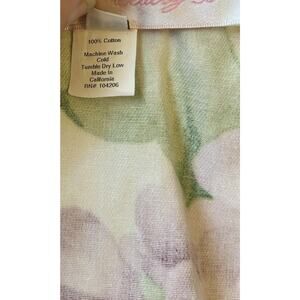 100% Cotton
Machine Wash
Cold
Tumble Dry Low
Made In
California
RN# 104206